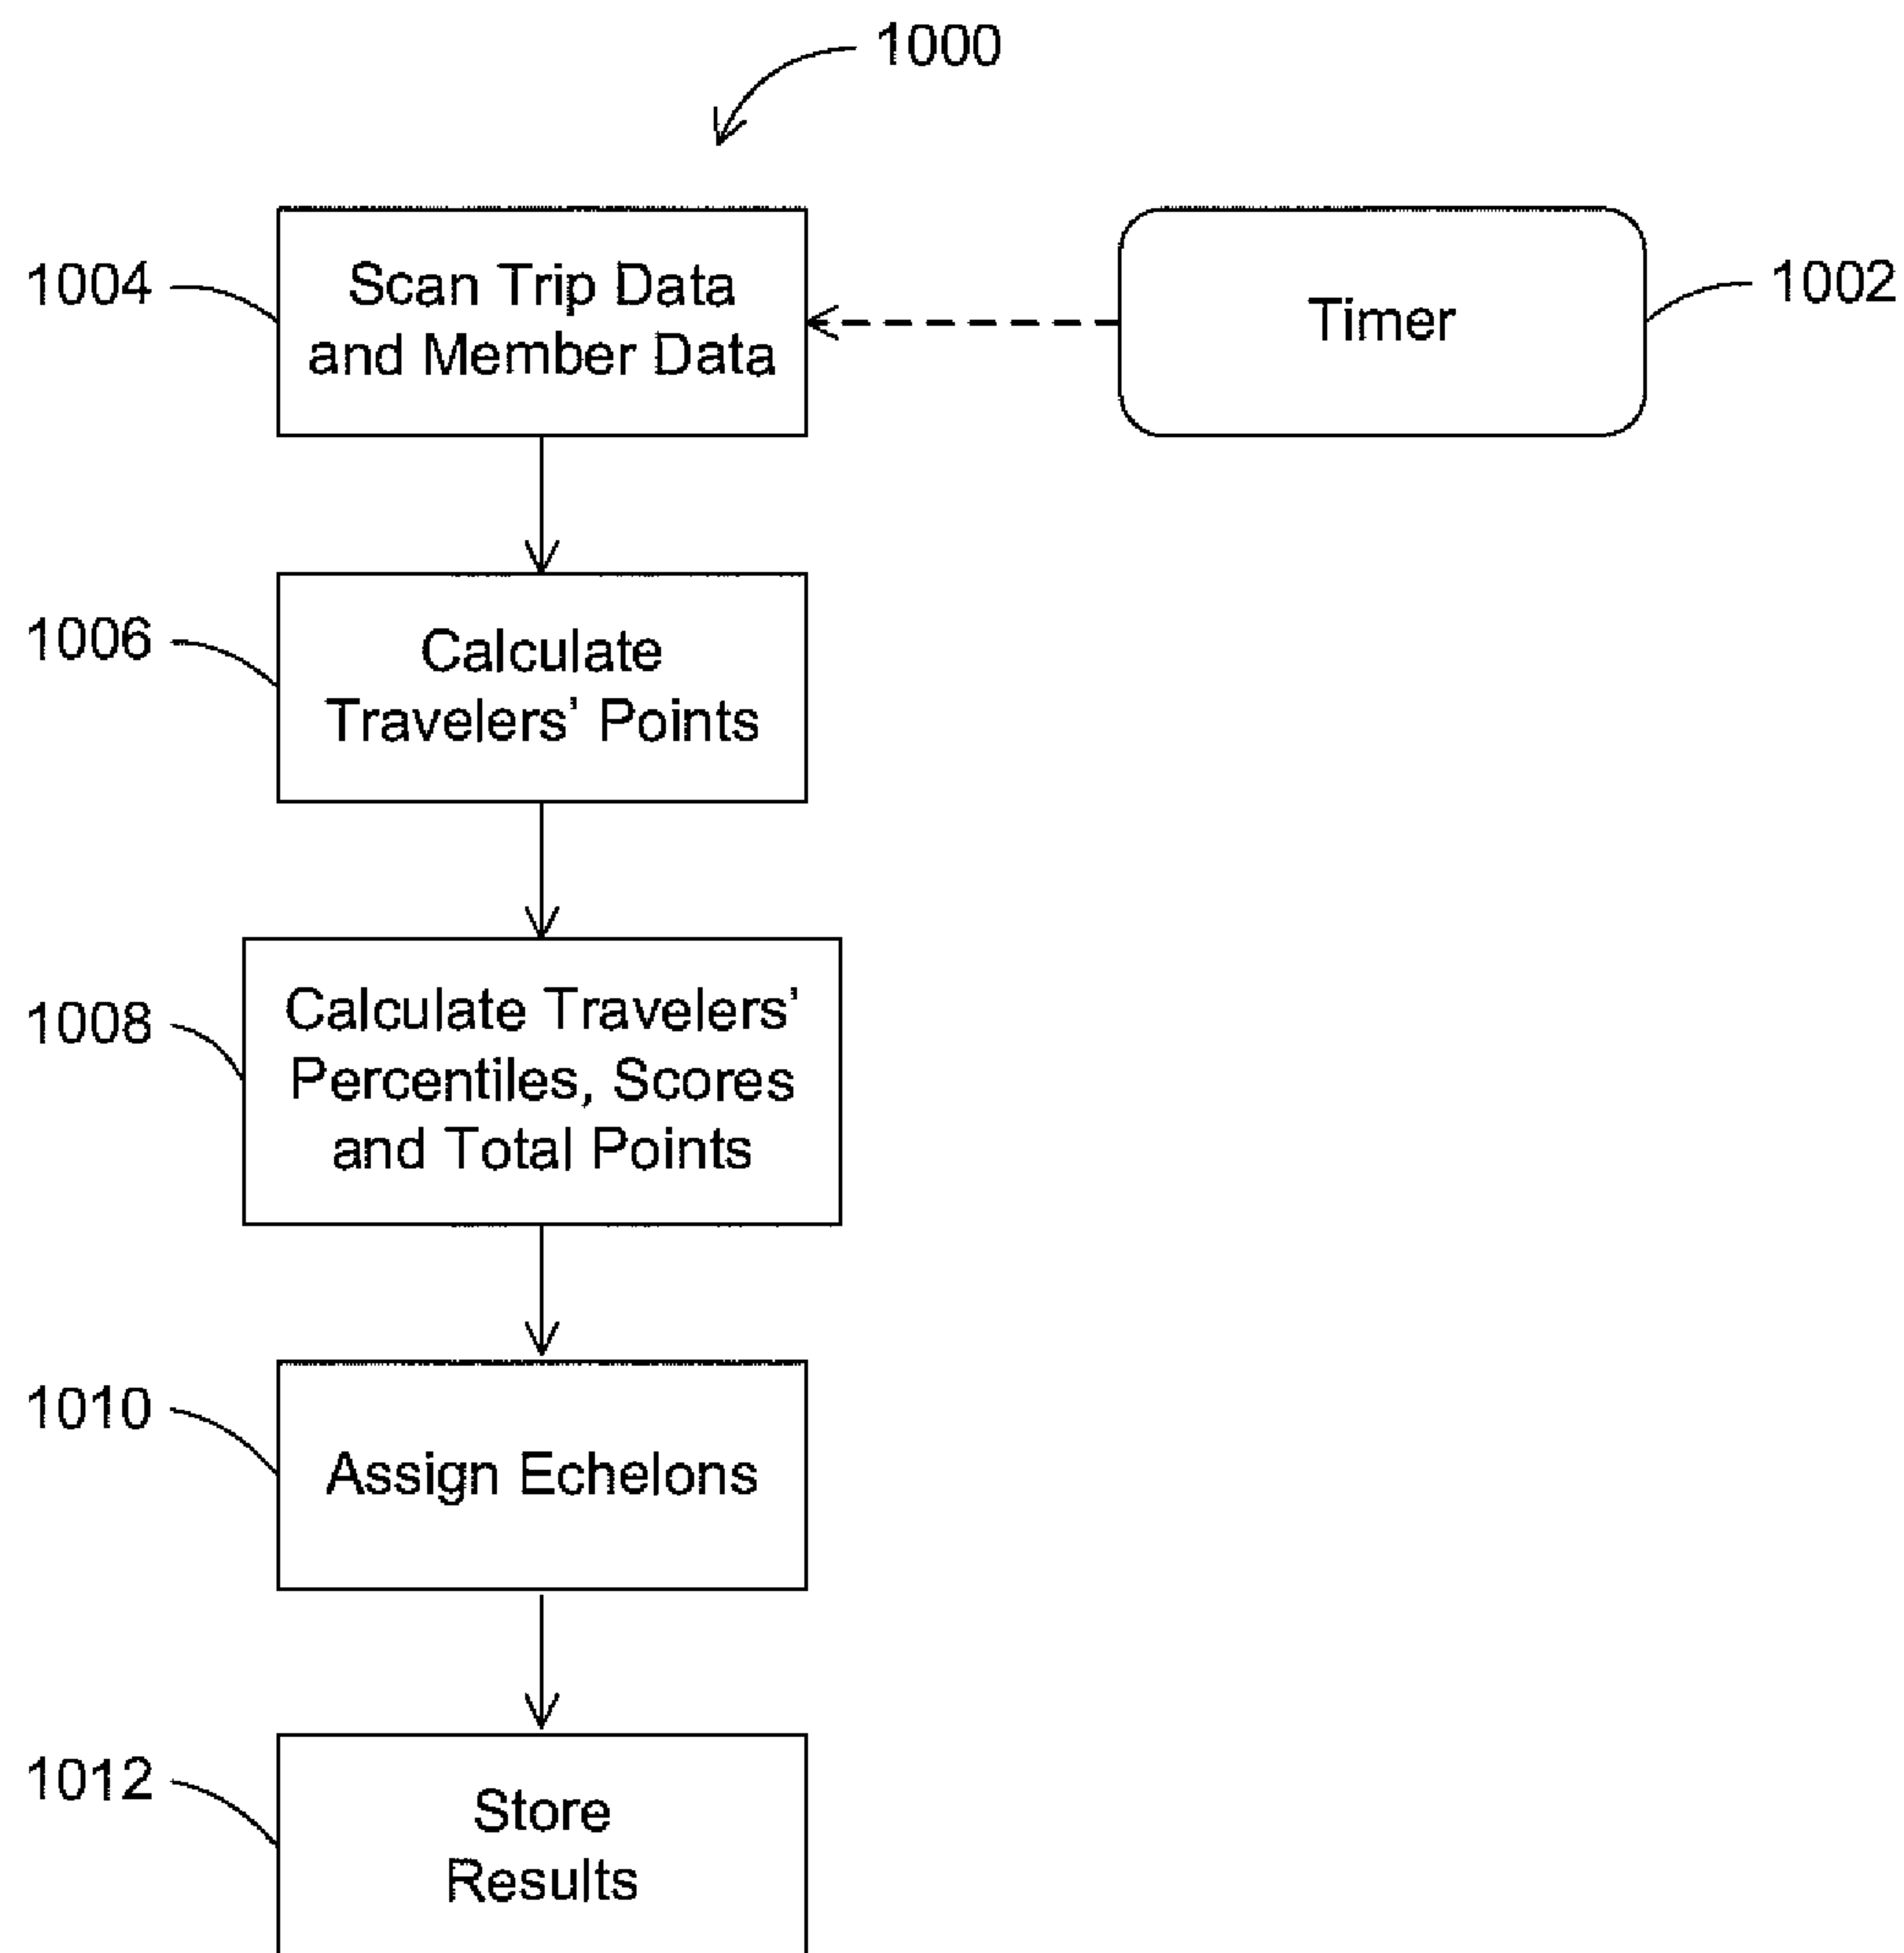 1000
1004
Scan Trip Data
and Member Data
Timer
1002
1006
Calculate
Travelers' Points
1008
Calculate Travelers'
Percentiles, Scores
and Total Points
1010
Assign Echelons
1012
Store
Results